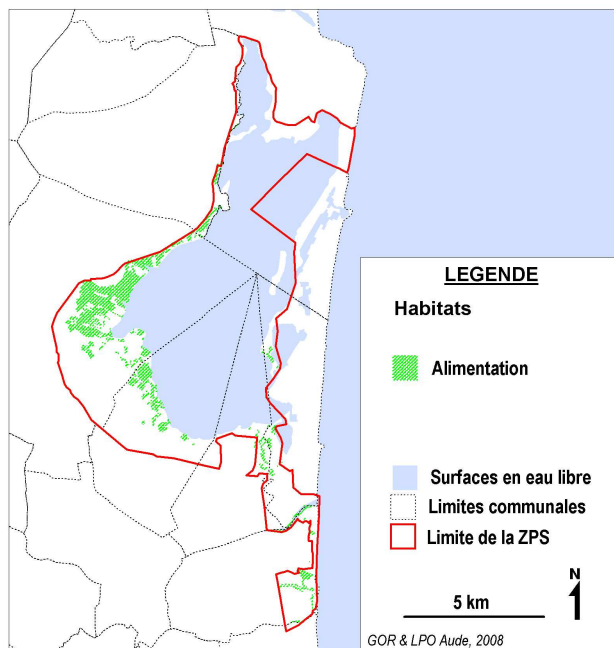 LEGENDE
Habitats
Alimentation
Surfaces en eau libre
Limites communales
Limite de la ZPS
N
5 km
GOR & LPO Aude, 2008